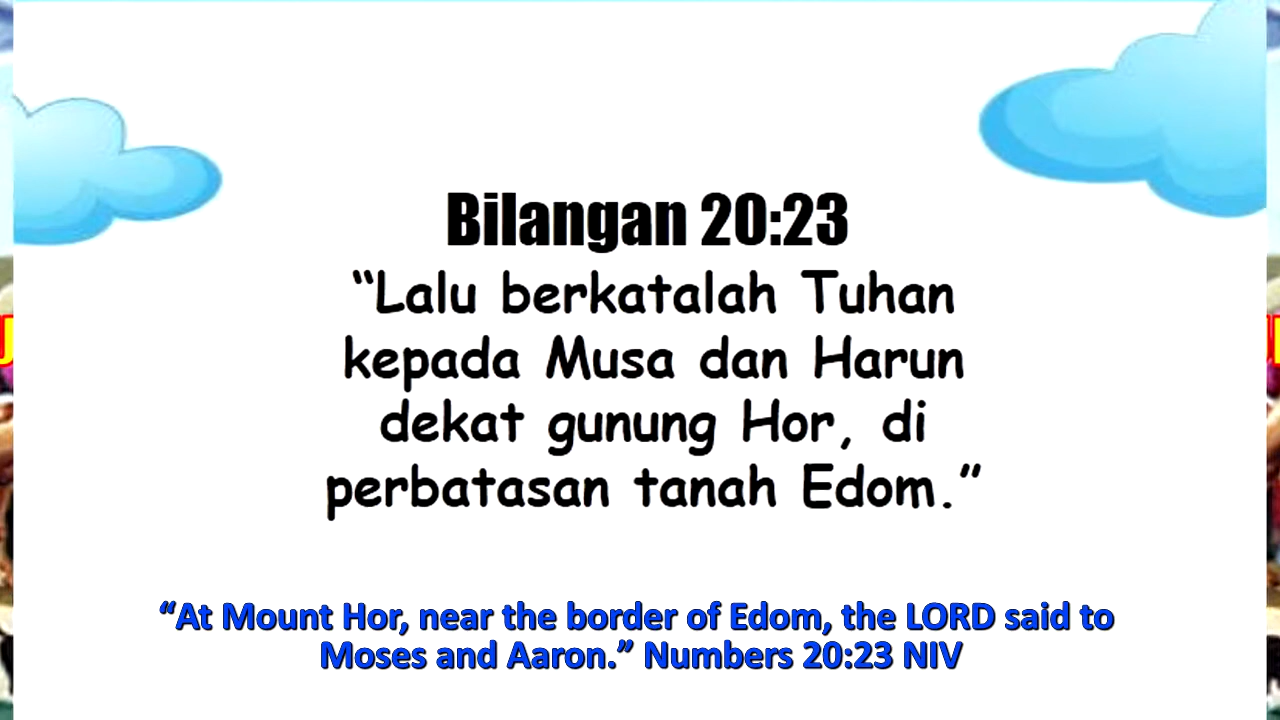 Bilangan 20:23
“Lalu berkatalah Tuhan
kepada Musa dan Harun
dekat gunung Hor, di
perbatasan tanah Edom.”
“At Mount Hor, near the border of Edom, the LORD said to
Moses and Aaron.” Numbers 20:23 NIV